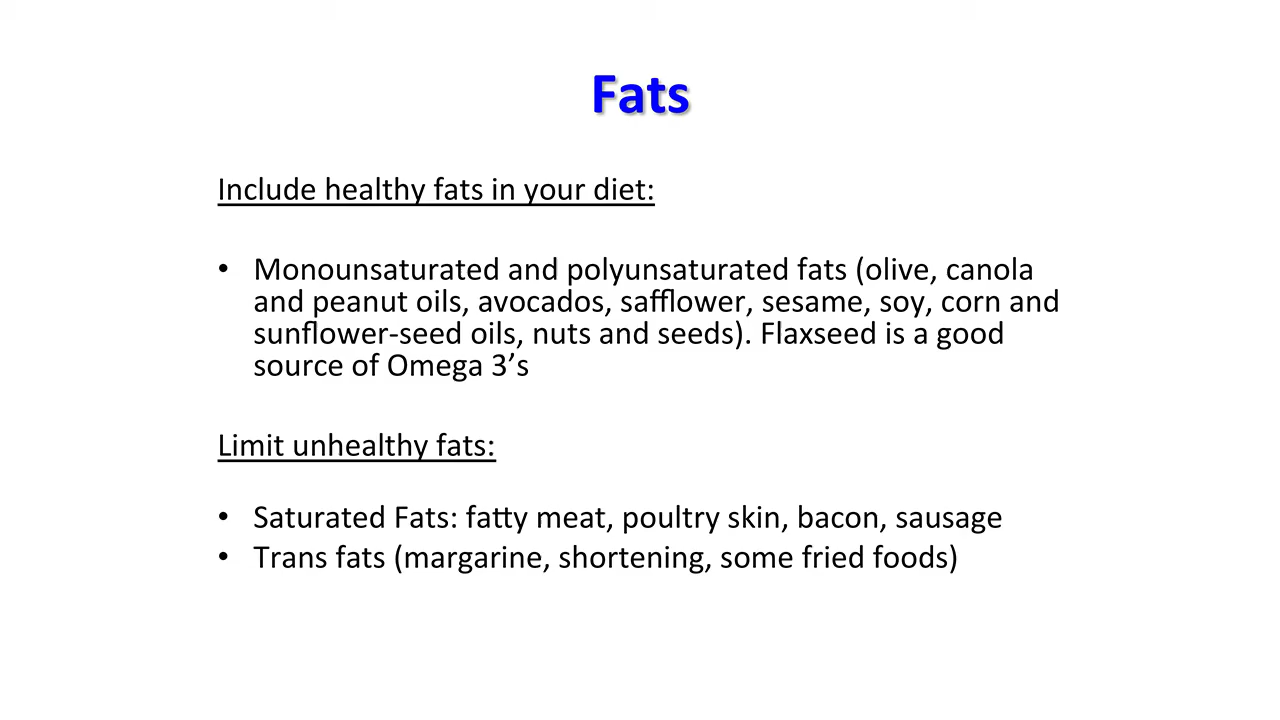 Fats
Include healthy fats in your diet:
• Monounsaturated and polyunsaturated fats (olive, canola
and peanut oils, avocados, safflower, sesame, soy, corn and
sunflower-seed oils, nuts and seeds). Flaxseed is a good
source of Omega 3’s
Limit unhealthy fats:
• Saturated Fats: fatty meat, poultry skin, bacon, sausage
• Trans fats (margarine, shortening, some fried foods)